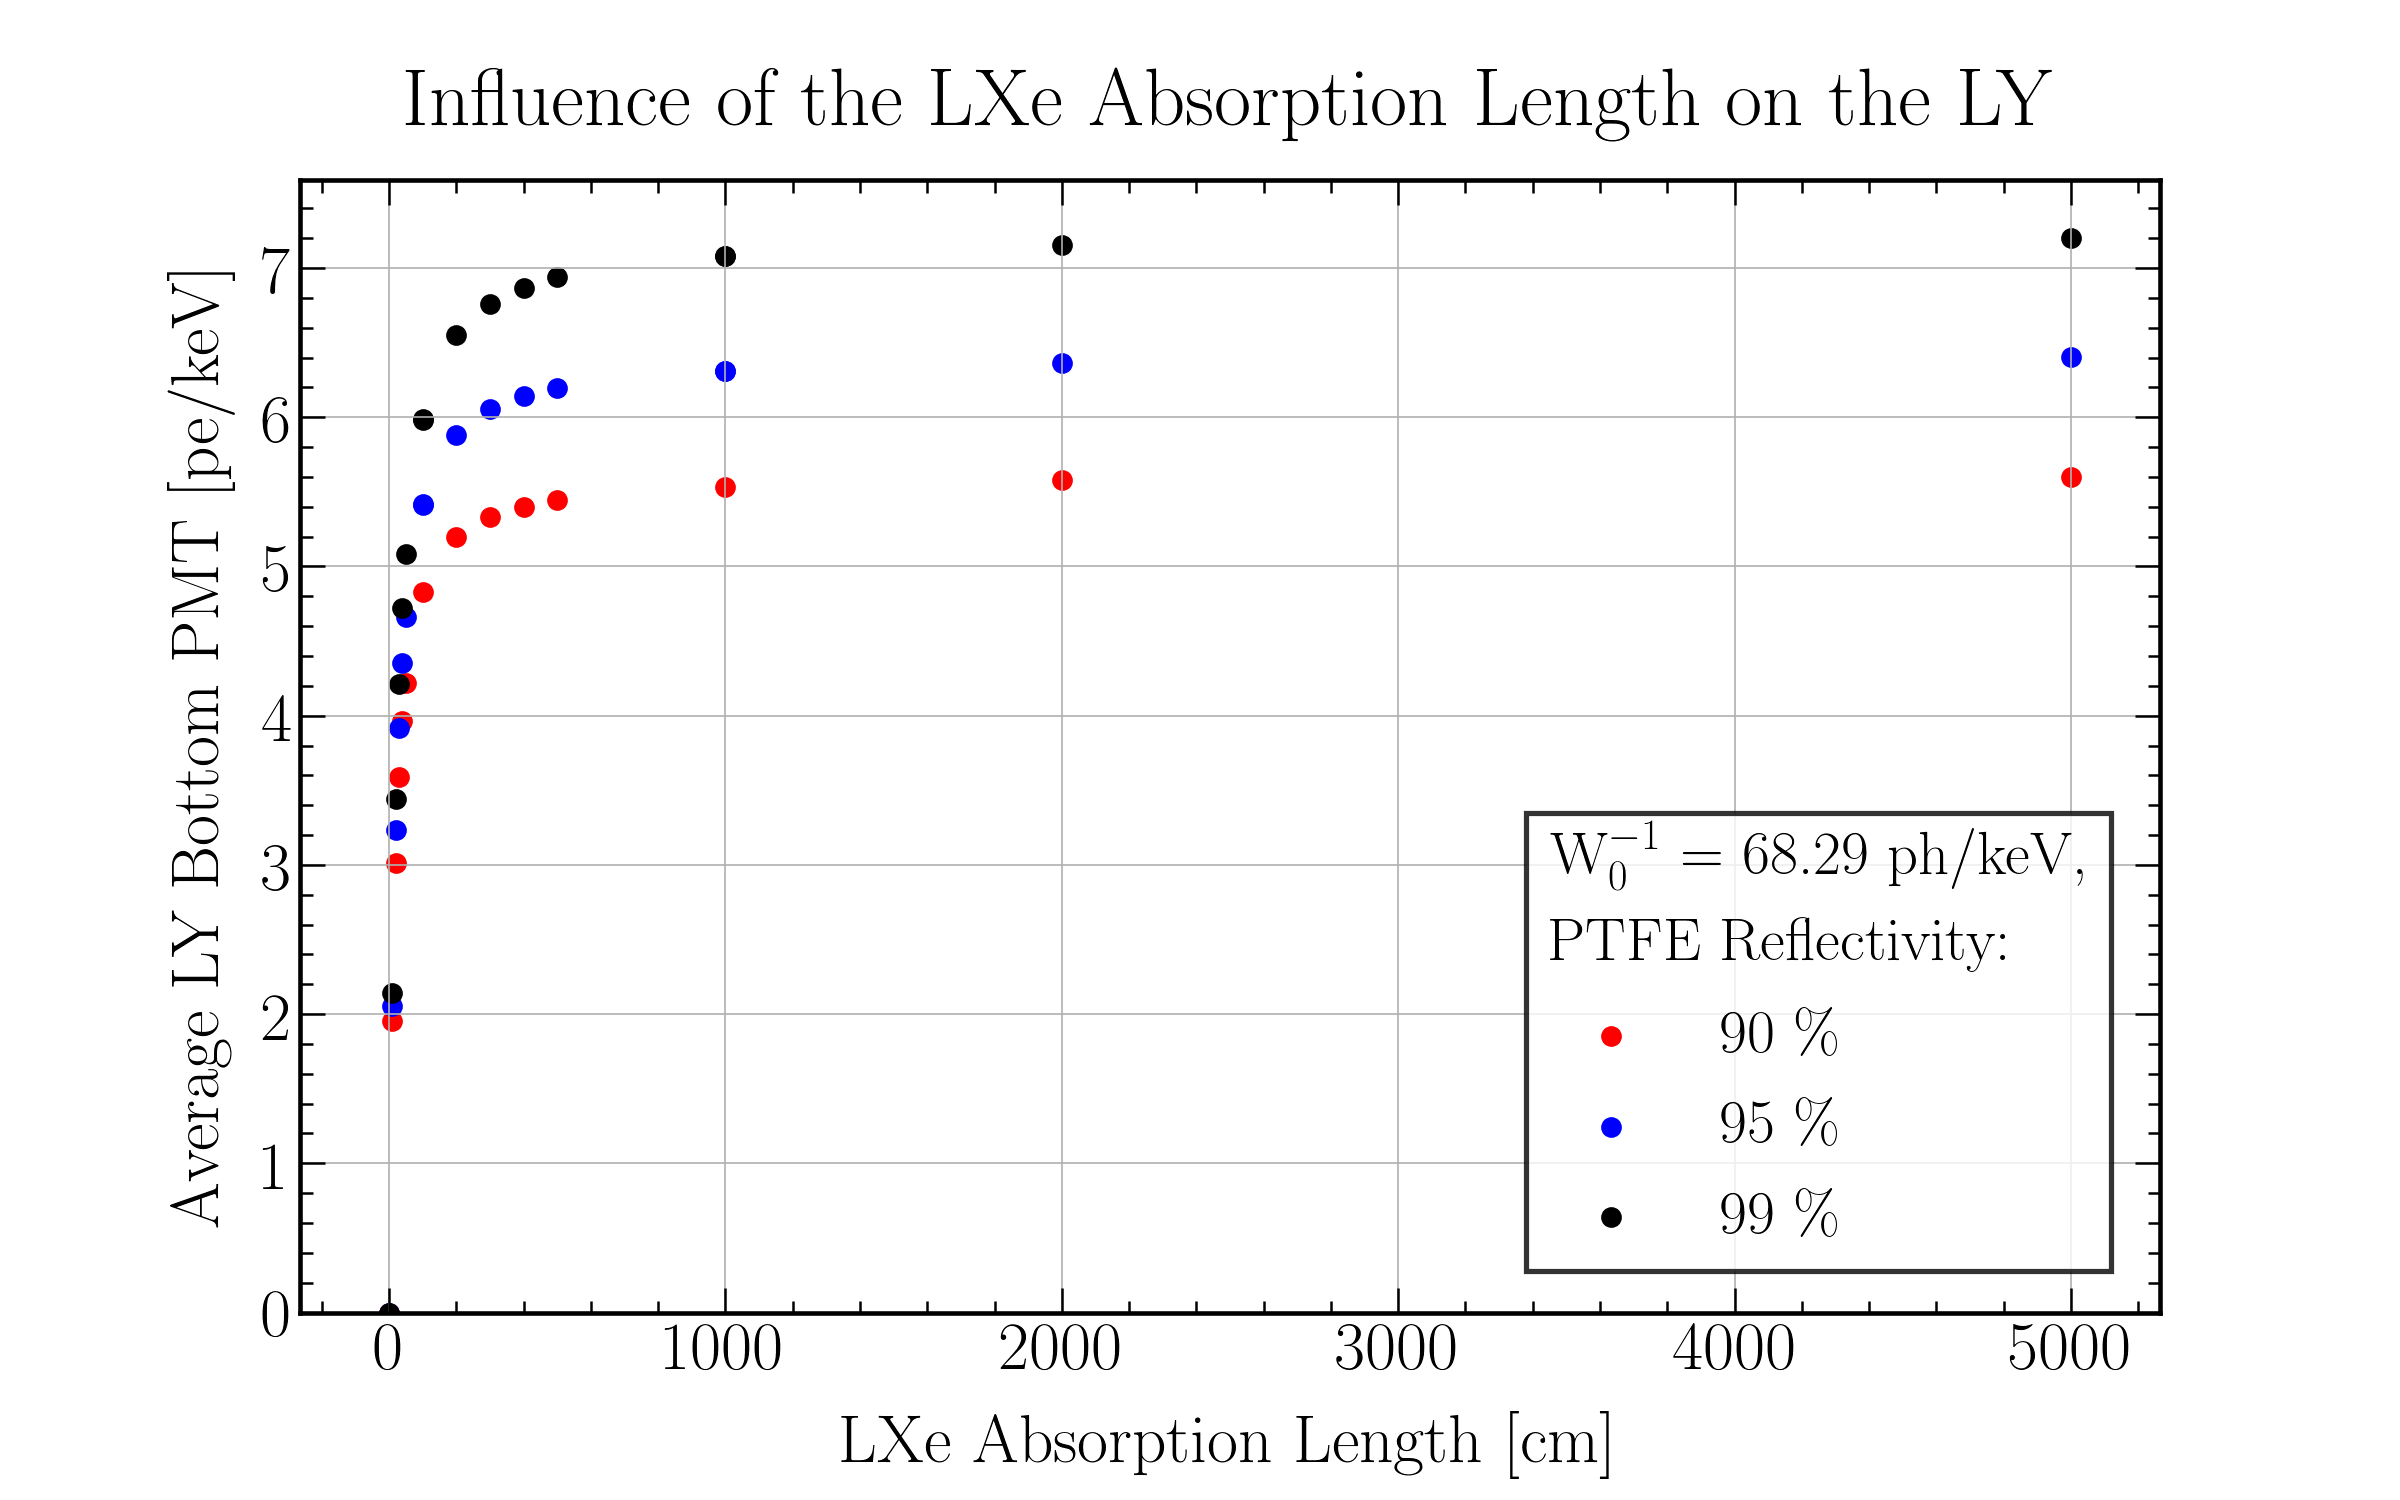 Influence of the LXe Absorption Length on the LY
Average LY Bottom PMT [pe/keV]
7
6
5
4
3
2
1
0
0 1000 2000 3000 4000 5000
LXe Absorption Length [cm]
W₀⁻¹ = 68.29 ph/keV,
PTFE Reflectivity:
90 %
95 %
99 %